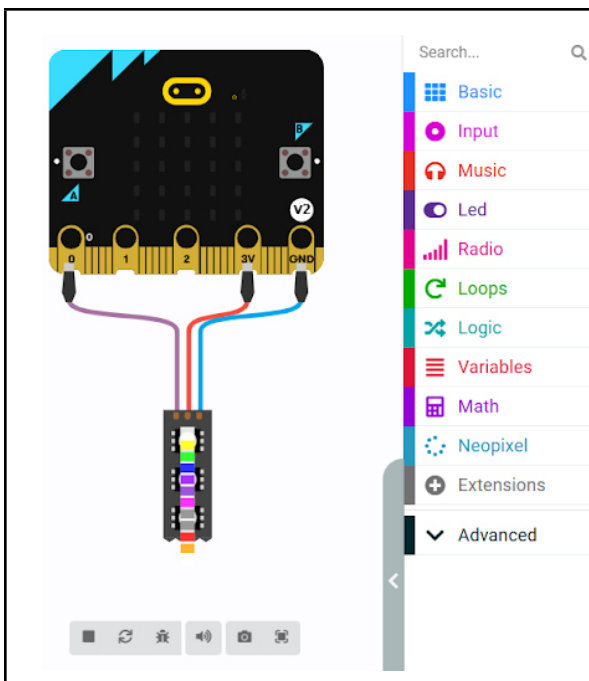 Search...
Basic
B
Input
Music
A
V2
Led
0
0 1 2 3V GND
Radio
Loops
Logic
Variables
Math
Neopixel
Extensions
Advanced